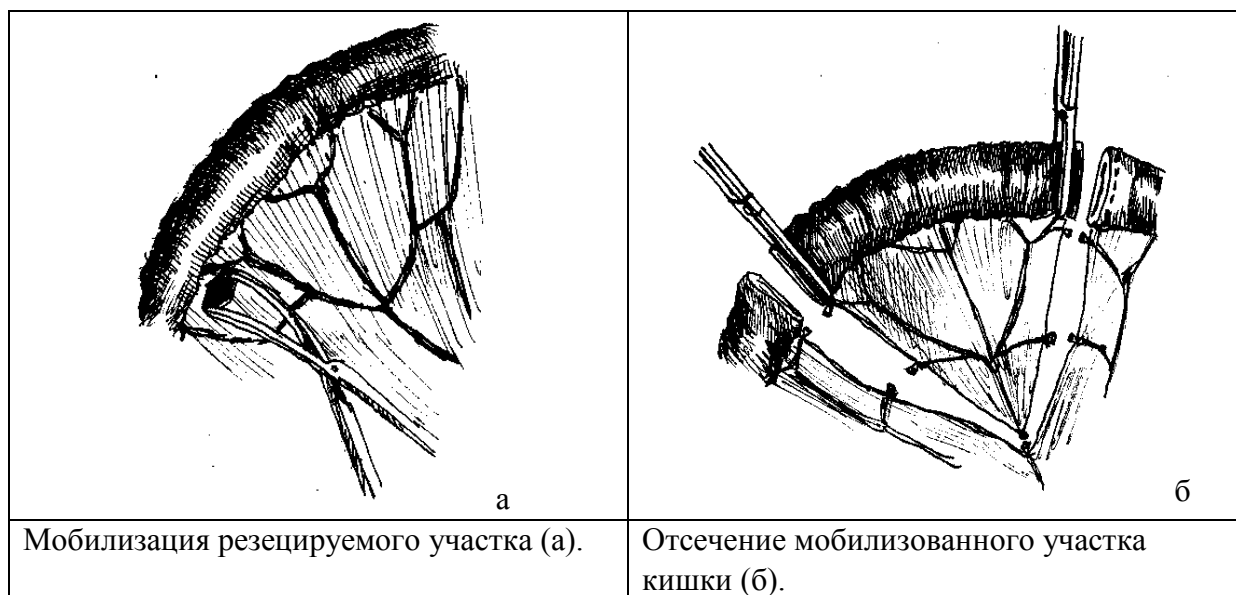 а
б
Мобилизация резецируемого участка (а).
Отсечение мобилизованного участка
кишки (б).